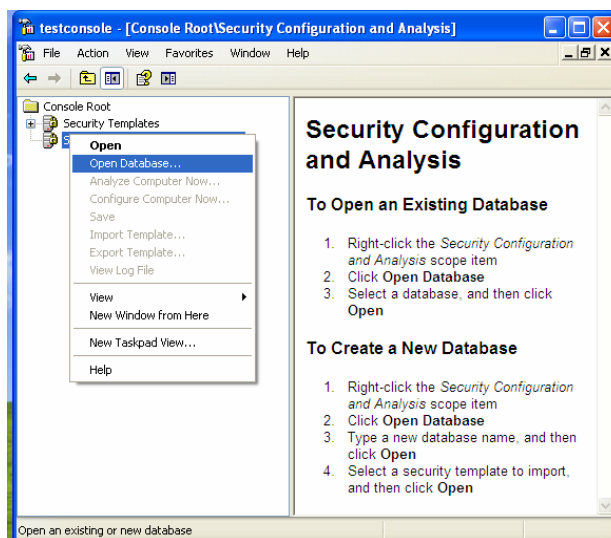 testconsole - [Console Root\Security Configuration and Analysis]
File Action View Favorites Window Help
Console Root
Security Templates
S
Open
Open Database...
Analyze Computer Now...
Configure Computer Now...
Save
Import Template...
Export Template...
View Log File
View
New Window from Here
New Taskpad View...
Help
Security Configuration
and Analysis
To Open an Existing Database
1. Right-click the Security Configuration
and Analysis scope item
2. Click Open Database
3. Select a database, and then click
Open
To Create a New Database
1. Right-click the Security Configuration
and Analysis scope item
2. Click Open Database
3. Type a new database name, and then
click Open
4. Select a security template to import,
and then click Open
Open an existing or new database